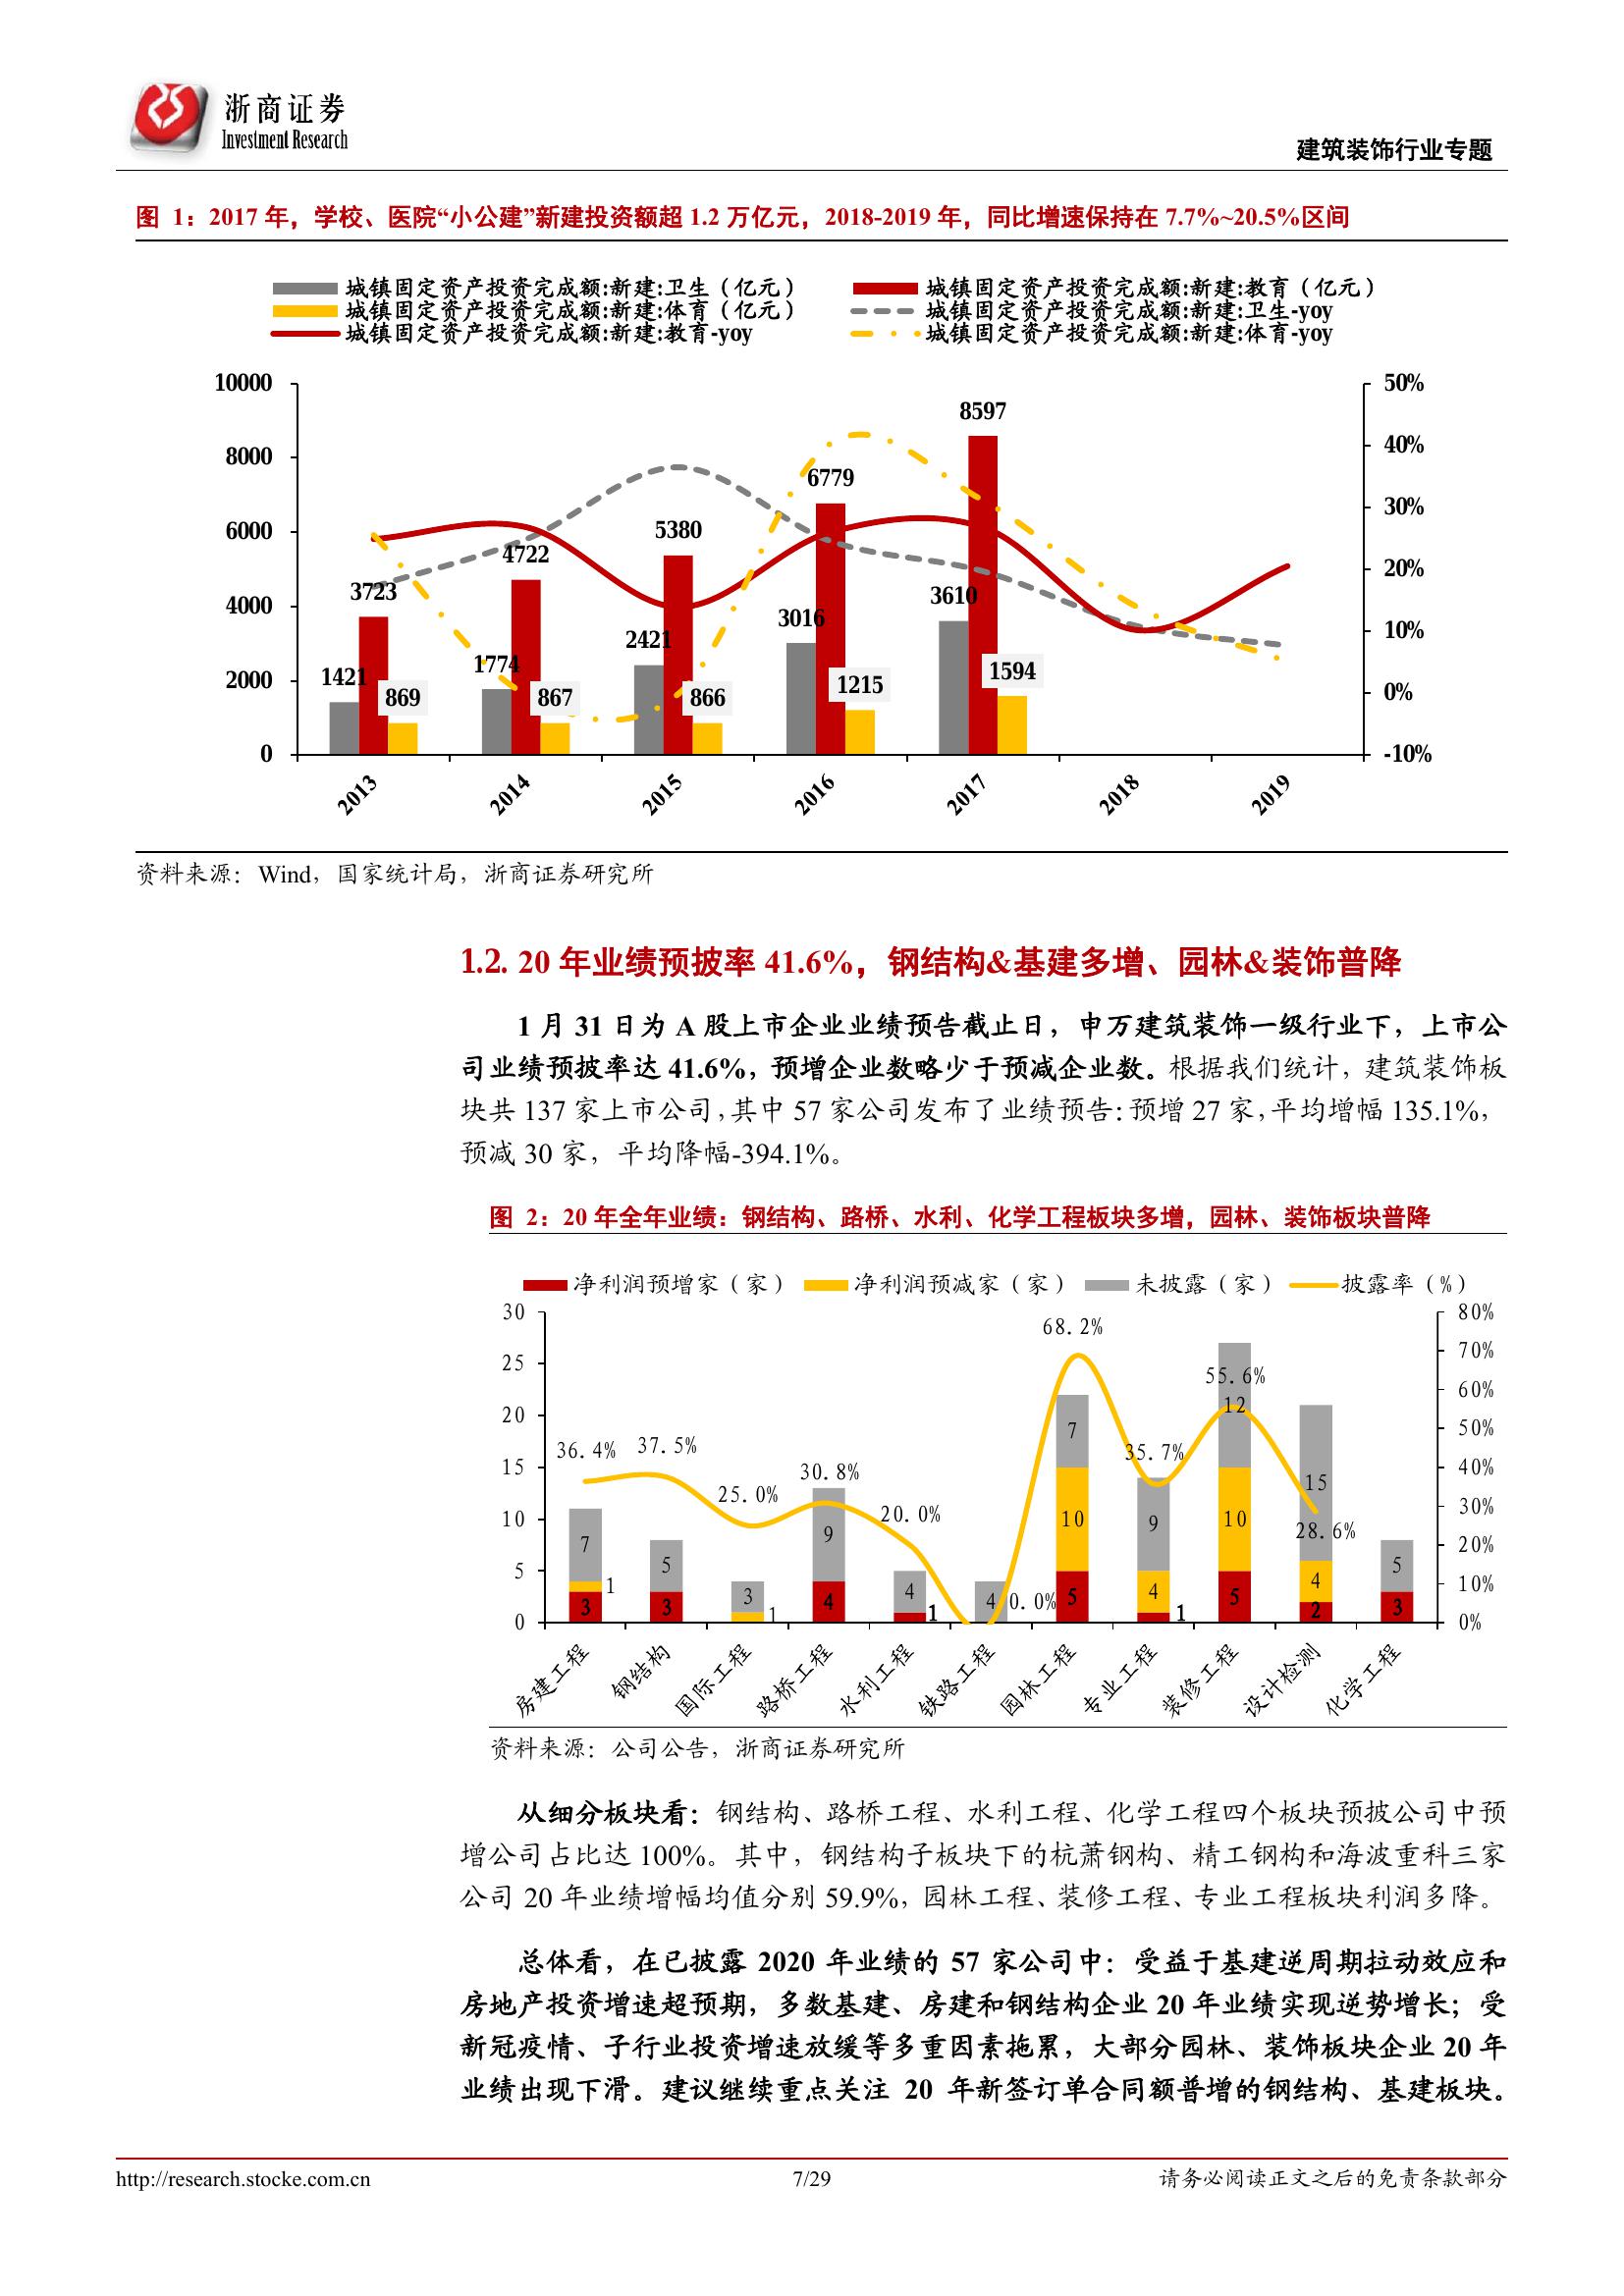 浙商证券
Investment Research
建筑装饰行业专题
图 1：2017 年，学校、医院“小公建”新建投资额超 1.2 万亿元，2018-2019 年，同比增速保持在 7.7%~20.5%区间
城镇固定资产投资完成额:新建:卫生（亿元） 城镇固定资产投资完成额:新建:教育（亿元）
城镇固定资产投资完成额:新建:体育（亿元） 城镇固定资产投资完成额:新建:卫生-yoy
城镇固定资产投资完成额:新建:教育-yoy 城镇固定资产投资完成额:新建:体育-yoy
10000 50%
8597
40%
8000
6779
30%
6000 5380
4722
20%
4000 3723 3016 3610
2421 10%
2000 1421 1774 1594
869 867 866 1215 0%
0 -10%
2013 2014 2015 2016 2017 2018 2019
资料来源：Wind，国家统计局，浙商证券研究所
1.2. 20 年业绩预披率 41.6%，钢结构&基建多增、园林&装饰普降
1 月 31 日为 A 股上市企业业绩预告截止日，申万建筑装饰一级行业下，上市公
司业绩预披率达 41.6%，预增企业数略少于预减企业数。根据我们统计，建筑装饰板
块共 137 家上市公司，其中 57 家公司发布了业绩预告：预增 27 家，平均增幅 135.1%，
预减 30 家，平均降幅-394.1%。
图 2：20 年全年业绩：钢结构、路桥、水利、化学工程板块多增，园林、装饰板块普降
净利润预增家（家） 净利润预减家（家） 未披露（家） 披露率（%）
30 80%
68.2%
70%
25
55.6% 60%
20 7 12 50%
36.4% 37.5% 35.7%
15 30.8% 15 40%
25.0%
20.0% 30%
10 7 9 10 9 10 28.6% 20%
5 5 3 4 4 4 4 5 10%
3 1 3 1 4 1 0.0% 5 1 5 2 3
0 0%
房建工程 钢结构 国际工程 路桥工程 水利工程 铁路工程 园林工程 专业工程 装修工程 设计检测 化学工程
资料来源：公司公告，浙商证券研究所
从细分板块看：钢结构、路桥工程、水利工程、化学工程四个板块预披公司中预
增公司占比达 100%。其中，钢结构子板块下的杭萧钢构、精工钢构和海波重科三家
公司 20 年业绩增幅均值分别 59.9%，园林工程、装修工程、专业工程板块利润多降。
总体看，在已披露 2020 年业绩的 57 家公司中：受益于基建逆周期拉动效应和
房地产投资增速超预期，多数基建、房建和钢结构企业 20 年业绩实现逆势增长；受
新冠疫情、子行业投资增速放缓等多重因素拖累，大部分园林、装饰板块企业 20 年
业绩出现下滑。建议继续重点关注 20 年新签订单合同额普增的钢结构、基建板块。
http://research.stocke.com.cn 7/29 请务必阅读正文之后的免责条款部分